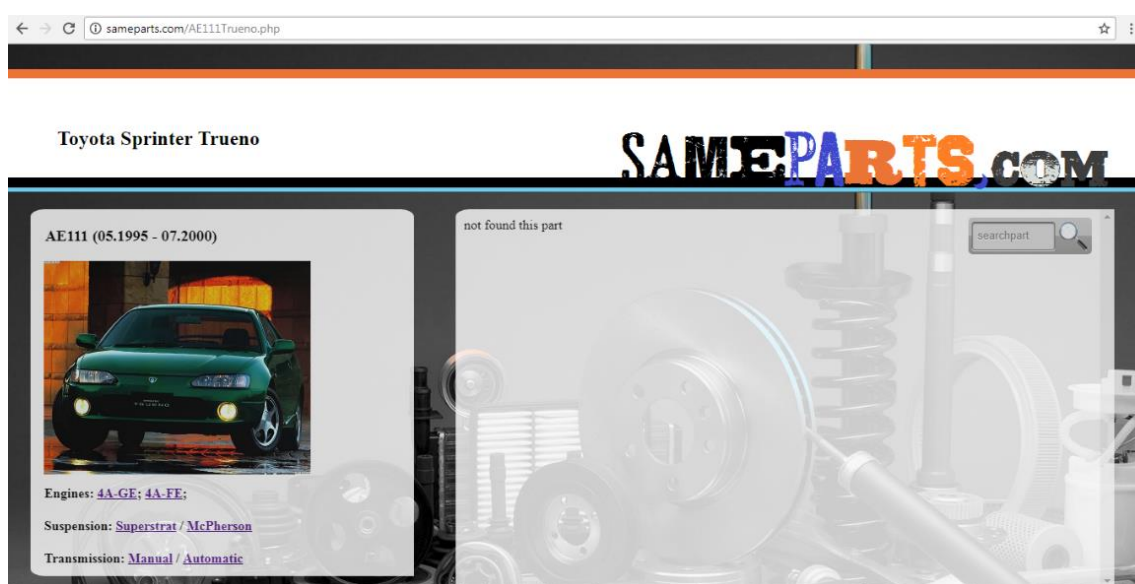 sameparts.com/AE111Trueno.php
Toyota Sprinter Trueno
SAMEPARTS.COM
AE111 (05.1995 - 07.2000)
TRUENO
Engines: 4A-GE; 4A-FE;
Suspension: Superstrat / McPherson
Transmission: Manual / Automatic
not found this part
searchpart